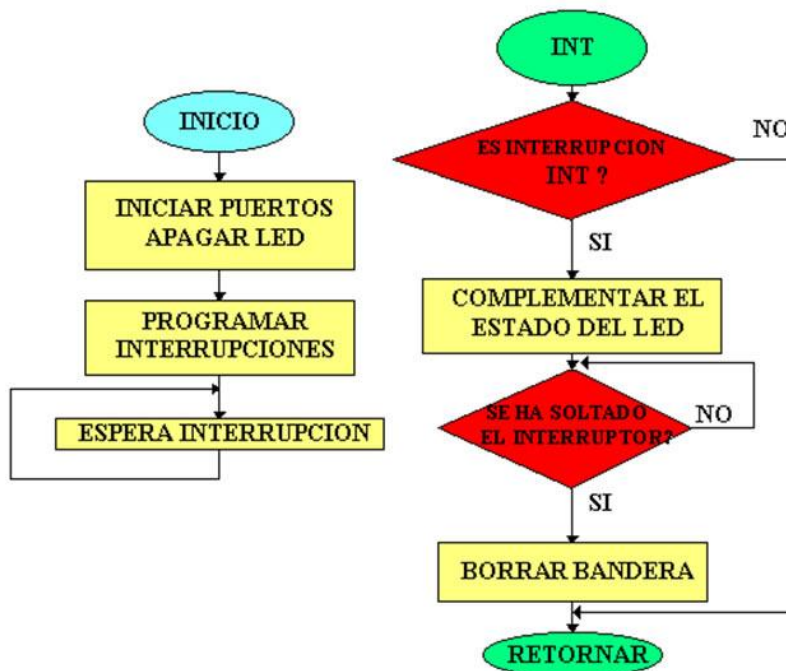 INICIO
INICIAR PUERTOS
APAGAR LED
PROGRAMAR
INTERRUPCIONES
ESPERA INTERRUPCION
INT
ES INTERRUPCION
INT ?
NO
SI
COMPLEMENTAR EL
ESTADO DEL LED
SE HA SOLTADO
EL INTERRUPTOR?
NO
SI
BORRAR BANDERA
RETORNAR